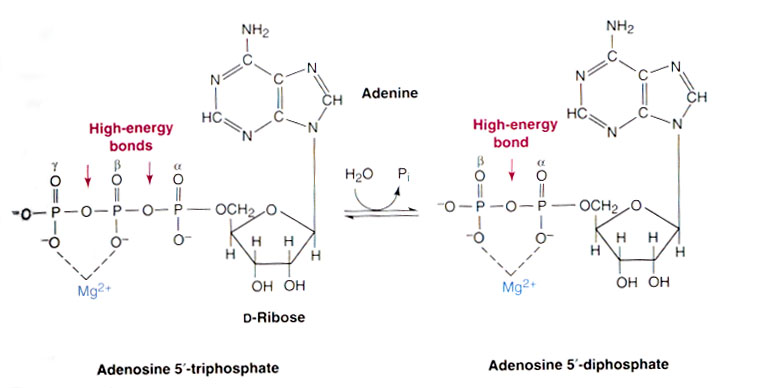 NH₂
C
N
C
N
CH
HC
N
C
N
Adenine
High-energy
bonds
γ
β
α
O
O
O
⁻O
P
O
P
O
P
OCH₂
O
⁻O
O⁻
O⁻
Mg²⁺
H
H
H
H
OH
OH
D-Ribose
Adenosine 5′-triphosphate
H₂O
Pᵢ
NH₂
C
N
C
N
CH
HC
N
C
N
High-energy
bond
β
α
O
O
⁻O
P
O
P
OCH₂
O
⁻O
O⁻
Mg²⁺
H
H
H
H
OH
OH
Adenosine 5′-diphosphate